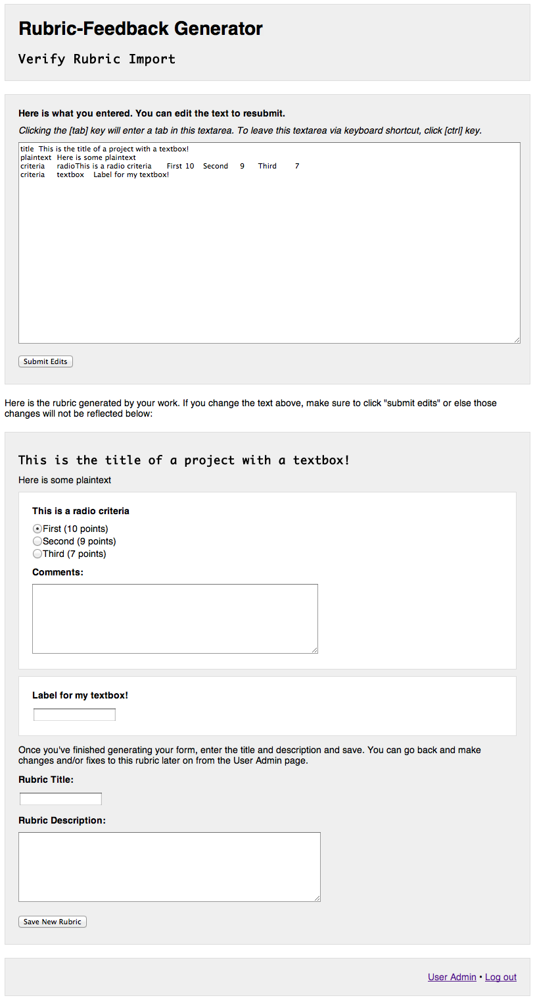 Rubric-Feedback Generator
Verify Rubric Import
Here is what you entered. You can edit the text to resubmit.
Clicking the [tab] key will enter a tab in this textarea. To leave this textarea via keyboard shortcut, click [ctrl] key.
title This is the title of a project with a textbox!
plaintext Here is some plaintext
criteria radioThis is a radio criteria First 10 Second 9 Third 7
criteria textbox Label for my textbox!
Submit Edits
Here is the rubric generated by your work. If you change the text above, make sure to click "submit edits" or else those
changes will not be reflected below:
This is the title of a project with a textbox!
Here is some plaintext
This is a radio criteria
First (10 points)
Second (9 points)
Third (7 points)
Comments:
Label for my textbox!
Once you've finished generating your form, enter the title and description and save. You can go back and make
changes and/or fixes to this rubric later on from the User Admin page.
Rubric Title:
Rubric Description:
Save New Rubric
User Admin • Log out